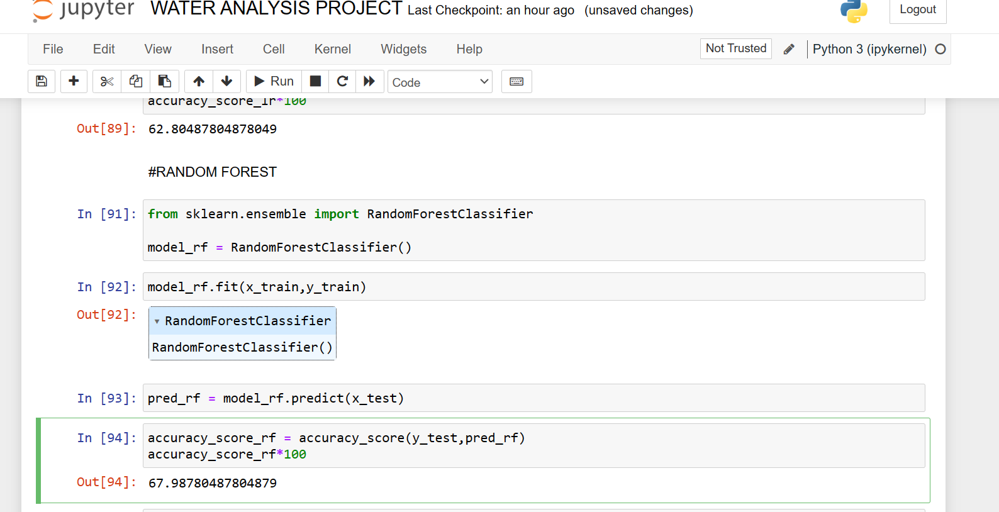 jupyter WATER ANALYSIS PROJECT Last Checkpoint: an hour ago (unsaved changes) Logout
File Edit View Insert Cell Kernel Widgets Help Not Trusted Python 3 (ipykernel)
Run Code
accuracy_score_lr*100
Out[89]: 62.80487804878049
#RANDOM FOREST
In [91]: from sklearn.ensemble import RandomForestClassifier
model_rf = RandomForestClassifier()
In [92]: model_rf.fit(x_train,y_train)
Out[92]: RandomForestClassifier
RandomForestClassifier()
In [93]: pred_rf = model_rf.predict(x_test)
In [94]: accuracy_score_rf = accuracy_score(y_test,pred_rf)
accuracy_score_rf*100
Out[94]: 67.98780487804879